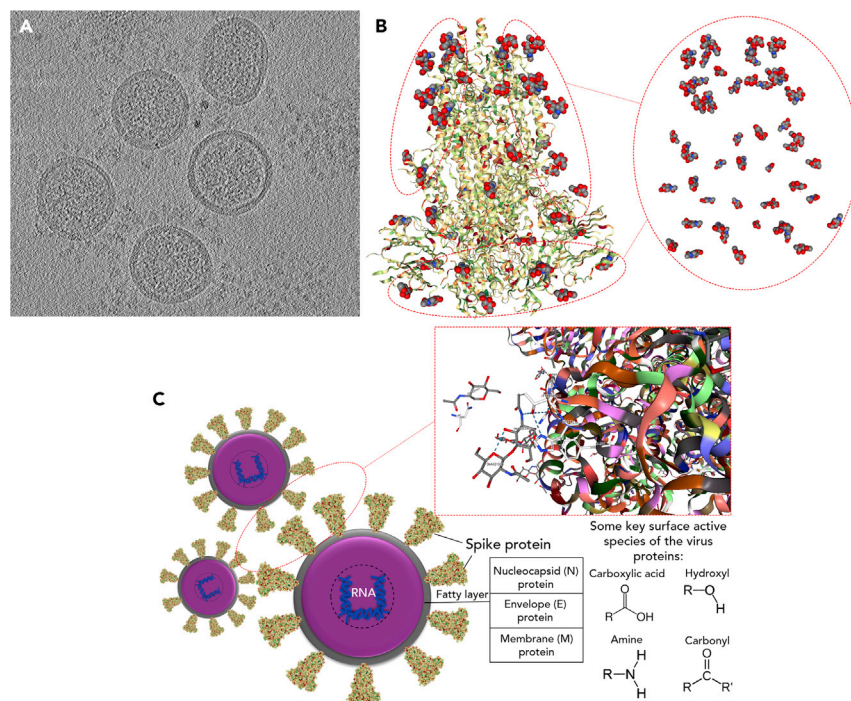 A
B
C
Some key surface active
species of the virus
proteins:
Spike protein
Nucleocapsid (N)
protein
Carboxylic acid
Hydroxyl
Fatty layer
RNA
Envelope (E)
protein
O
R
OH
R
O
H
Membrane (M)
protein
Amine
Carbonyl
H
R
N
H
O
C
R
R'